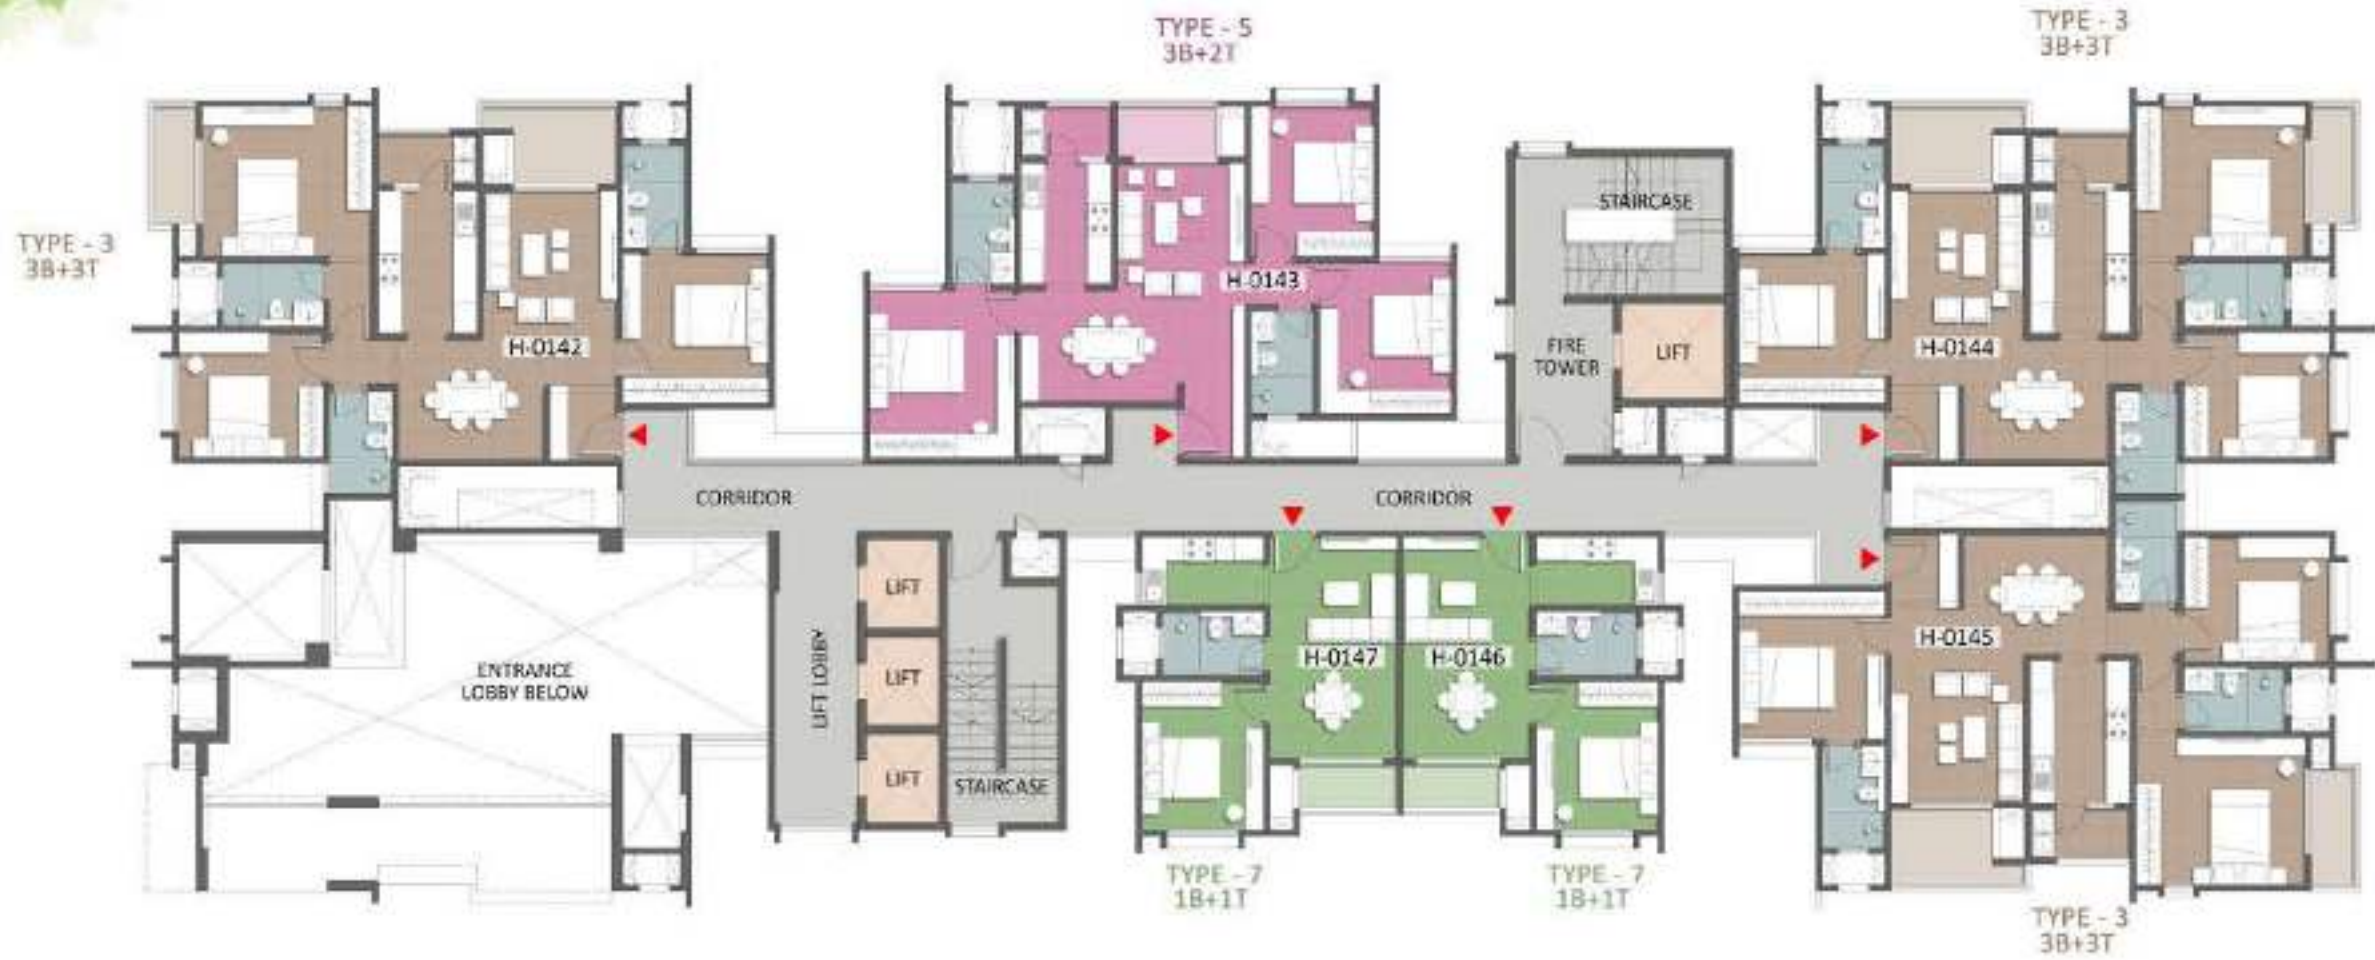 TYPE - 5
3B+2T
TYPE - 3
3B+3T
TYPE - 3
3B+3T
STAIRCASE
H-0143
H-0142
FIRE
TOWER
LIFT
H-0144
CORRIDOR
CORRIDOR
LIFT
LIFT
LIFT
LIFT LOBBY
STAIRCASE
ENTRANCE
LOBBY BELOW
H-0147
H-0146
H-0145
TYPE - 7
1B+1T
TYPE - 7
1B+1T
TYPE - 3
3B+3T